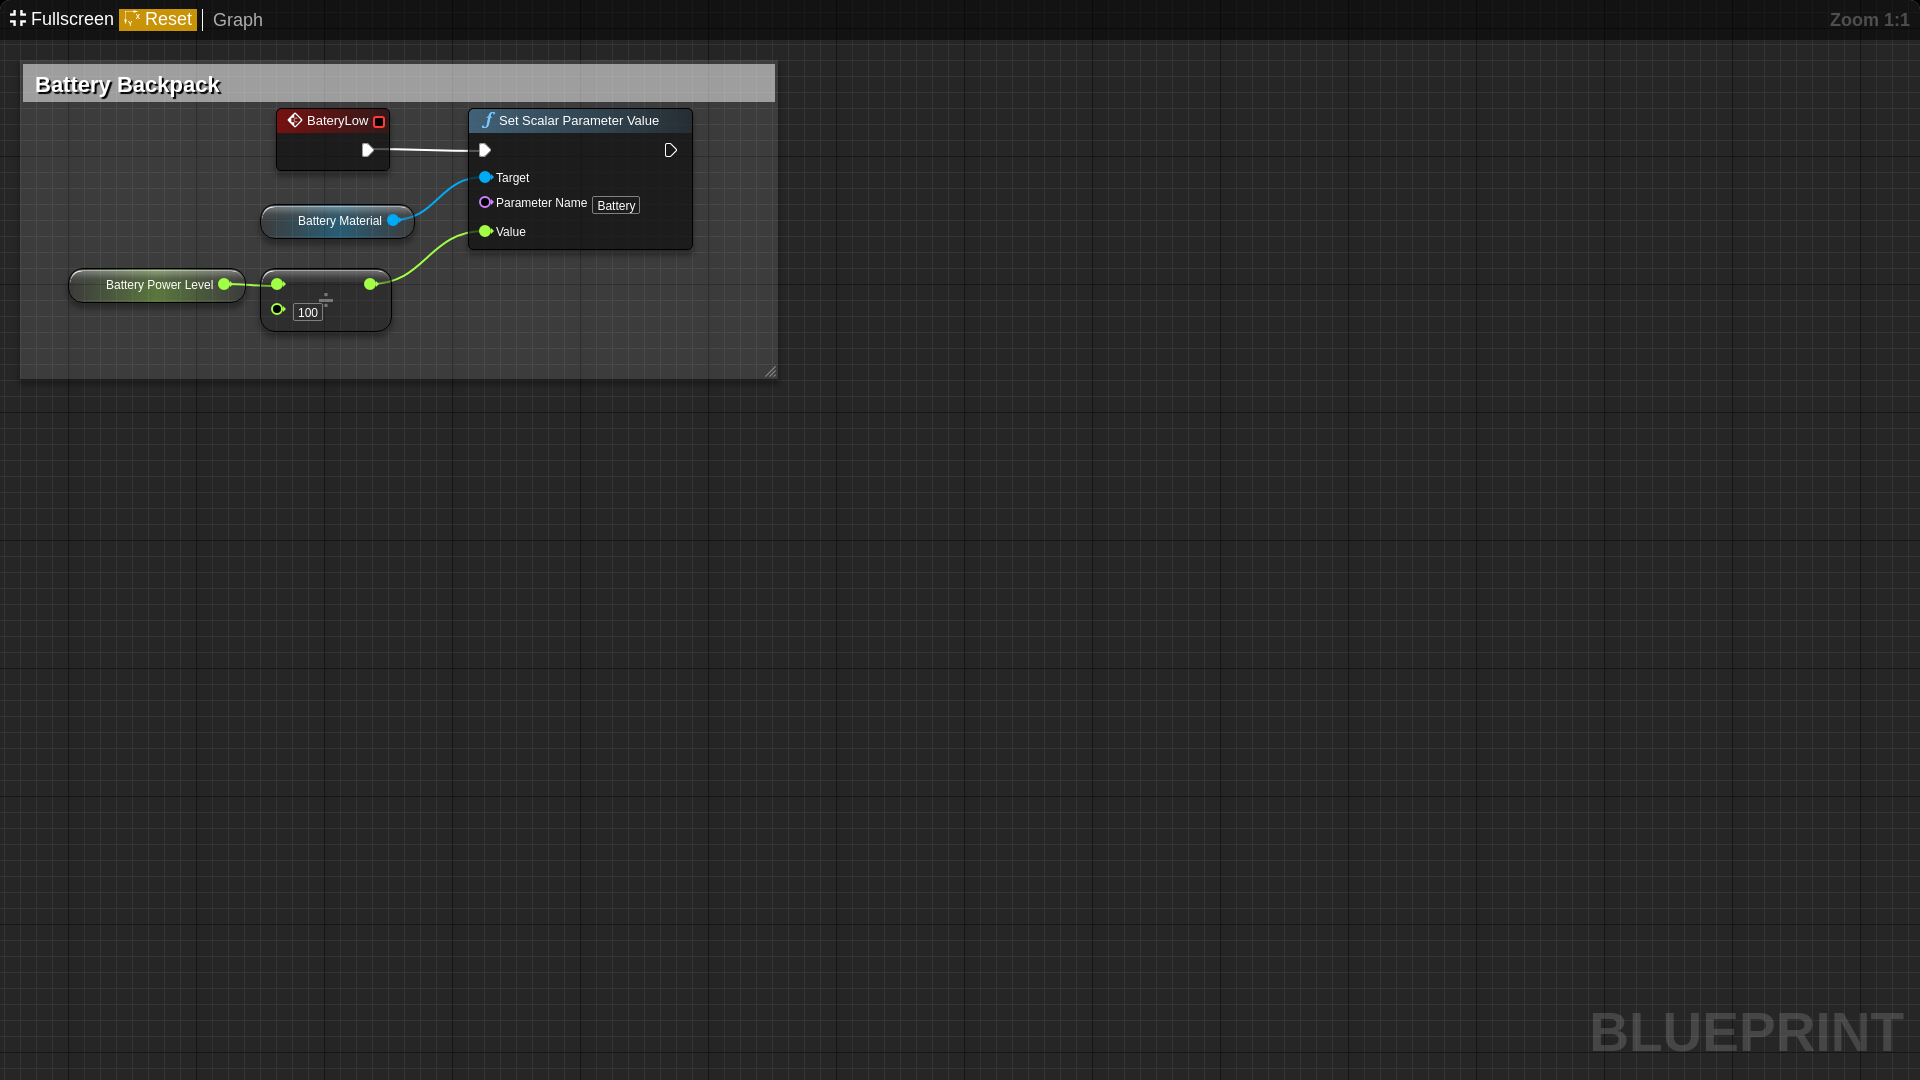 Fullscreen Reset Graph Zoom 1:1
Battery Backpack
BateryLow
Set Scalar Parameter Value
Target
Parameter Name Battery
Value
Battery Material
Battery Power Level
÷
100
BLUEPRINT